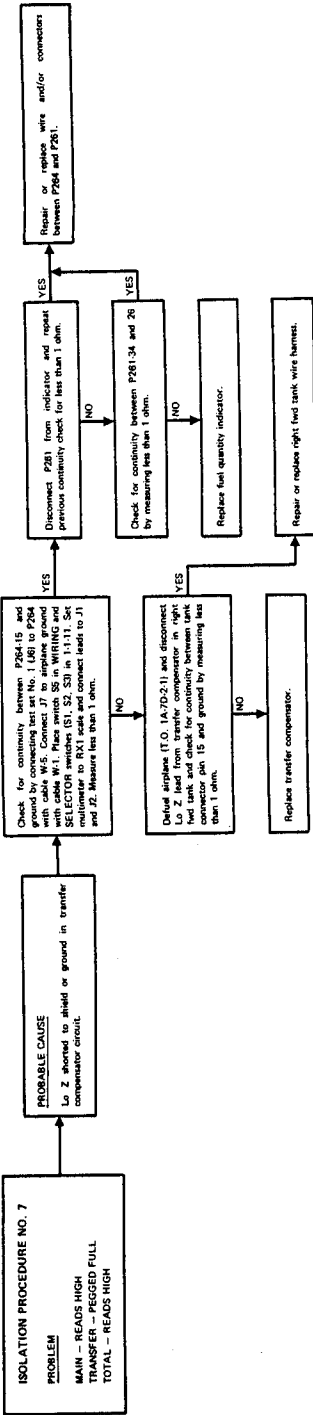 ISOLATION PROCEDURE NO. 7
PROBLEM
MAIN – READS HIGH
TRANSFER – PEGGED FULL
TOTAL – READS HIGH
PROBABLE CAUSE
Lo Z shorted to shield or ground in transfer
compensator circuit.
Check for continuity between P264-15 and
ground by connecting test set No. 1 (J6) to P264
with cable W-5. Connect J7 to airplane ground
with cable W-1. Place switch S5 in WIRING and
SELECTOR switches (S1, S2, S3) in 1-1-11. Set
multimeter to RX1 scale and connect leads to J1
and J2. Measure less than 1 ohm.
YES
NO
Disconnect P261 from indicator and repeat
previous continuity check for less than 1 ohm.
YES
NO
Repair or replace wire and/or connectors
between P264 and P261.
Check for continuity between P261-34 and 26
by measuring less than 1 ohm.
NO
Replace fuel quantity indicator.
Defuel airplane (T.O. 1A-7D-2-1) and disconnect
Lo Z lead from transfer compensator in right
fwd tank and check for continuity between tank
connector pin 15 and ground by measuring less
than 1 ohm.
YES
NO
Repair or replace right fwd tank wire harness.
Replace transfer compensator.